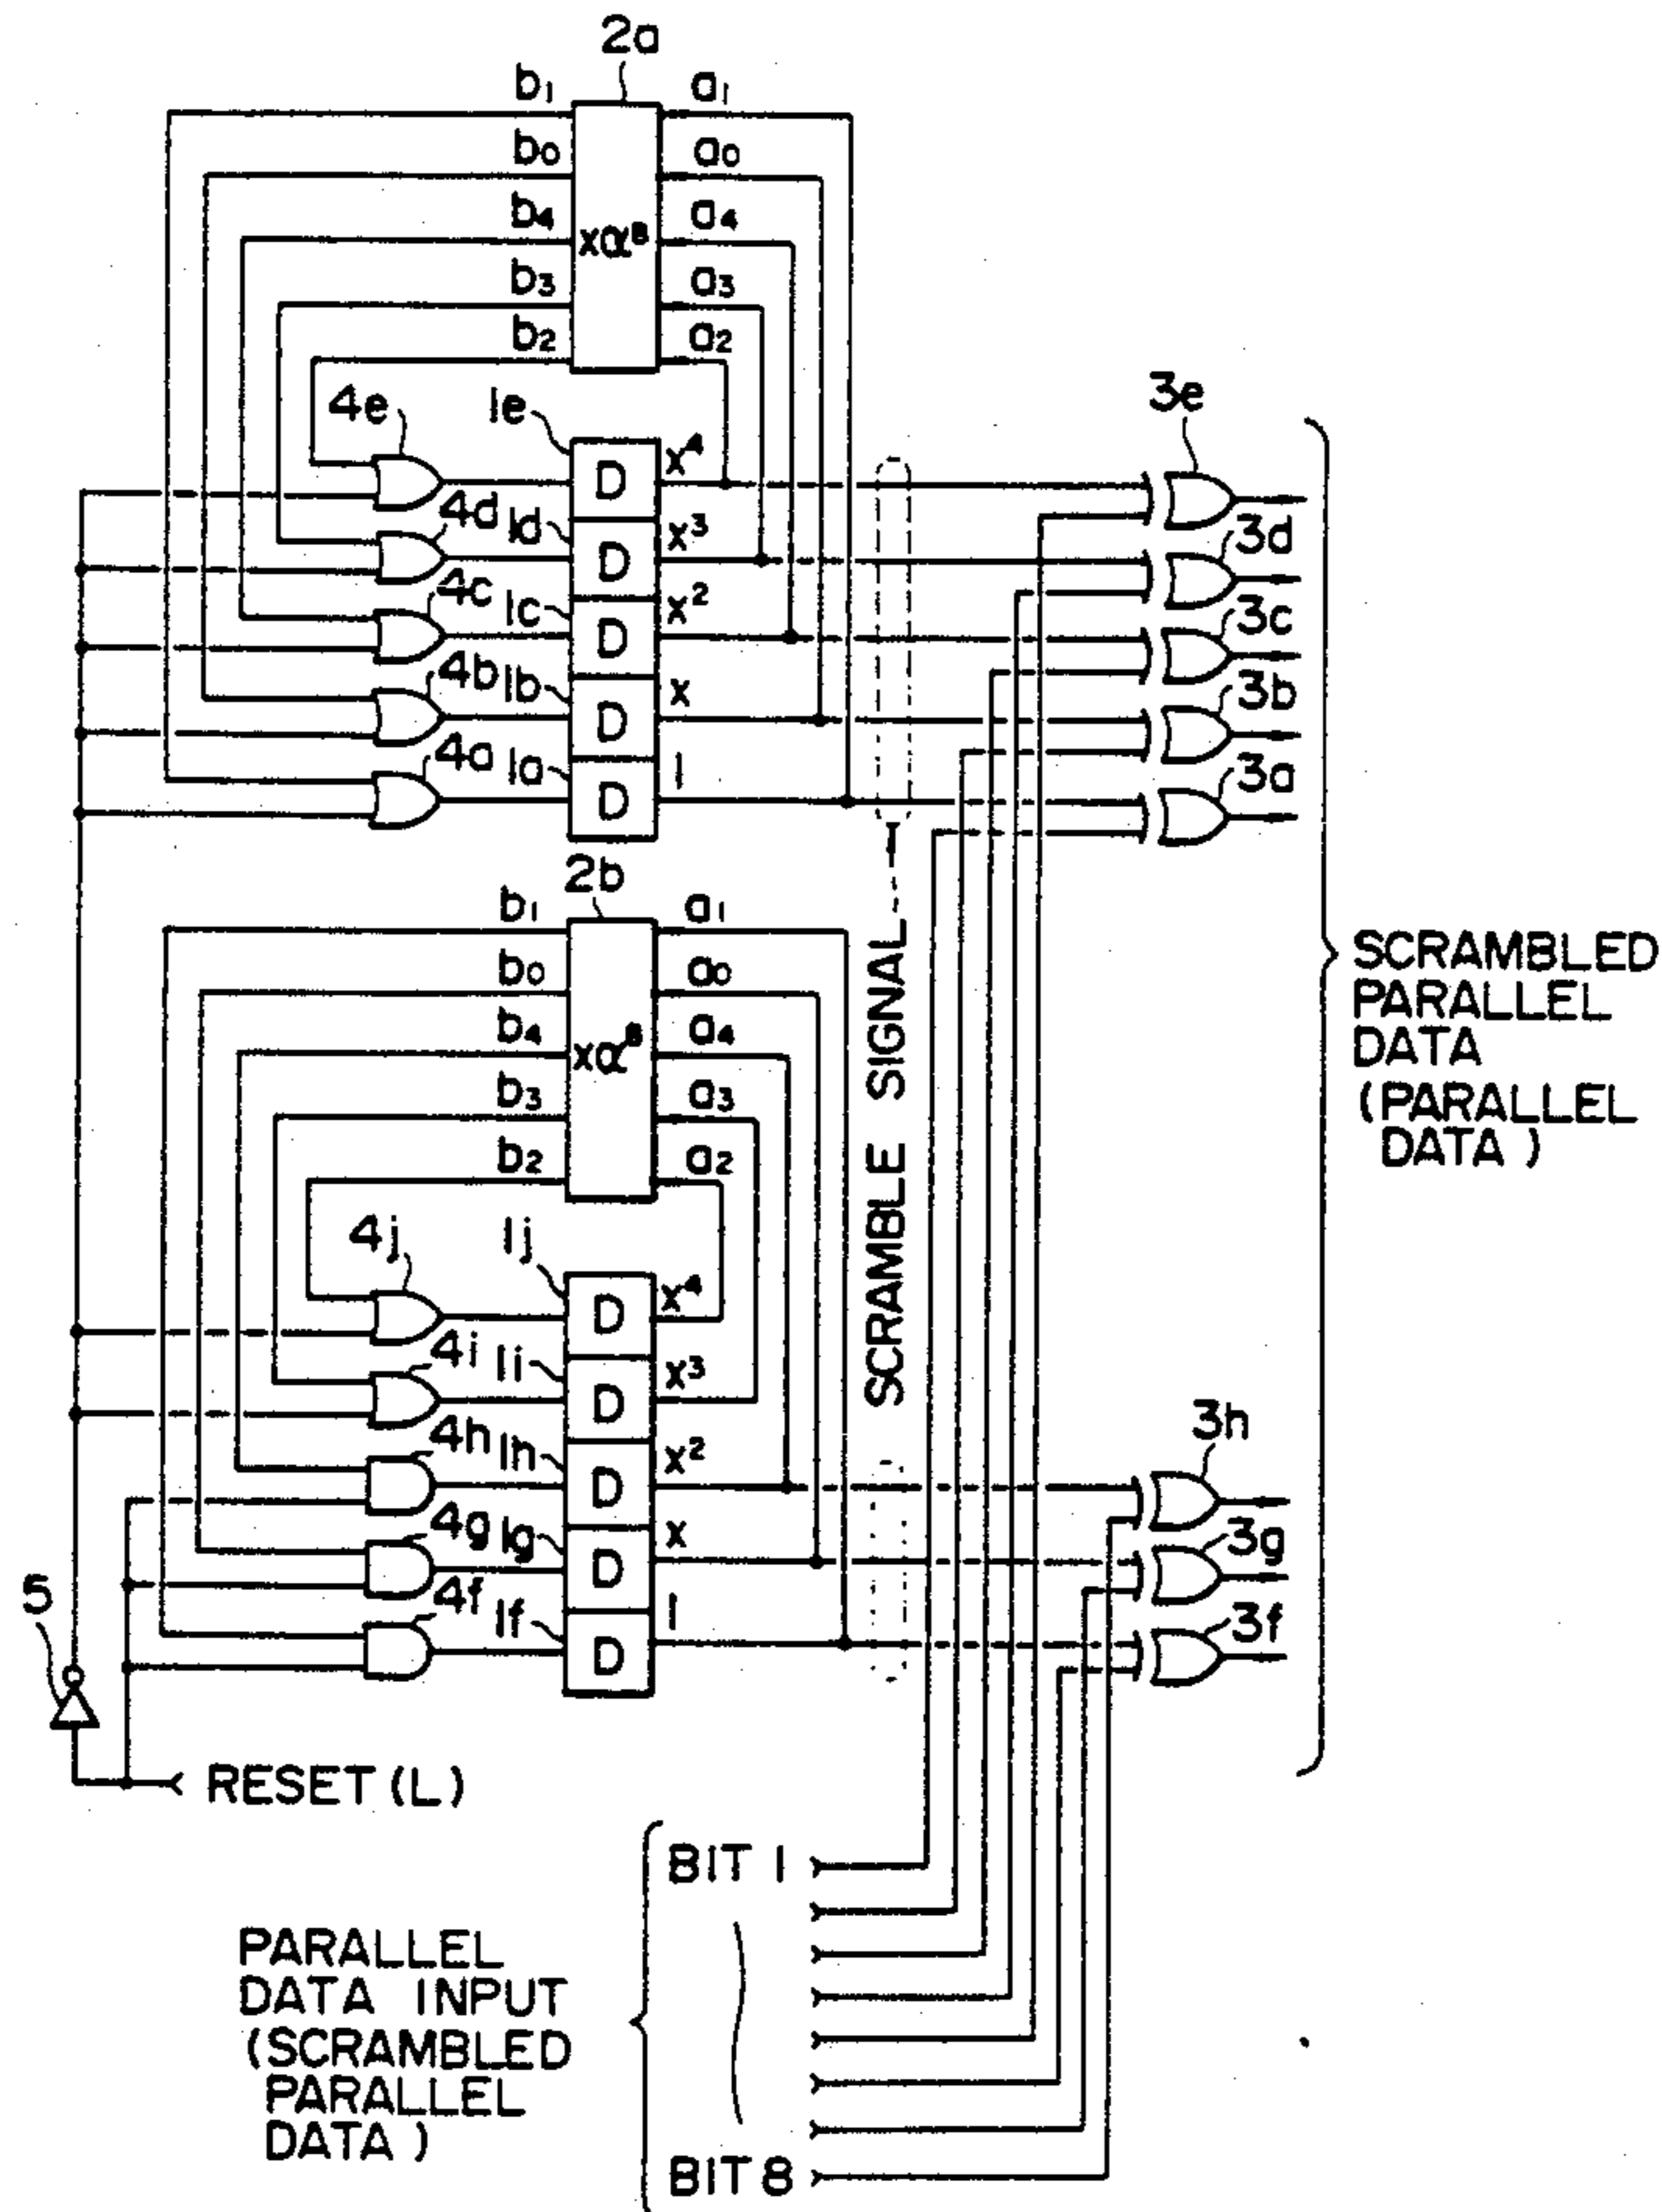 2a
b₁ a₁
b₀ a₀
b₄ a₄
xα⁸
b₃ a₃
b₂ a₂
4e 1e D x⁴ 3e
4d 1d D x³ 3d
4c 1c D x² 3c
4b 1b D x 3b
4a 1a D 1 3a
2b
b₁ a₁
b₀ a₀
b₄ a₄
xα⁸
b₃ a₃
b₂ a₂
4j 1j D x⁴
4i 1i D x³
4h 1h D x² 3h
4g 1g D x 3g
4f 1f D 1 3f
5
RESET (L)
SCRAMBLE SIGNAL
SCRAMBLED
PARALLEL
DATA
(PARALLEL
DATA)
BIT 1
BIT 8
PARALLEL
DATA INPUT
(SCRAMBLED
PARALLEL
DATA)